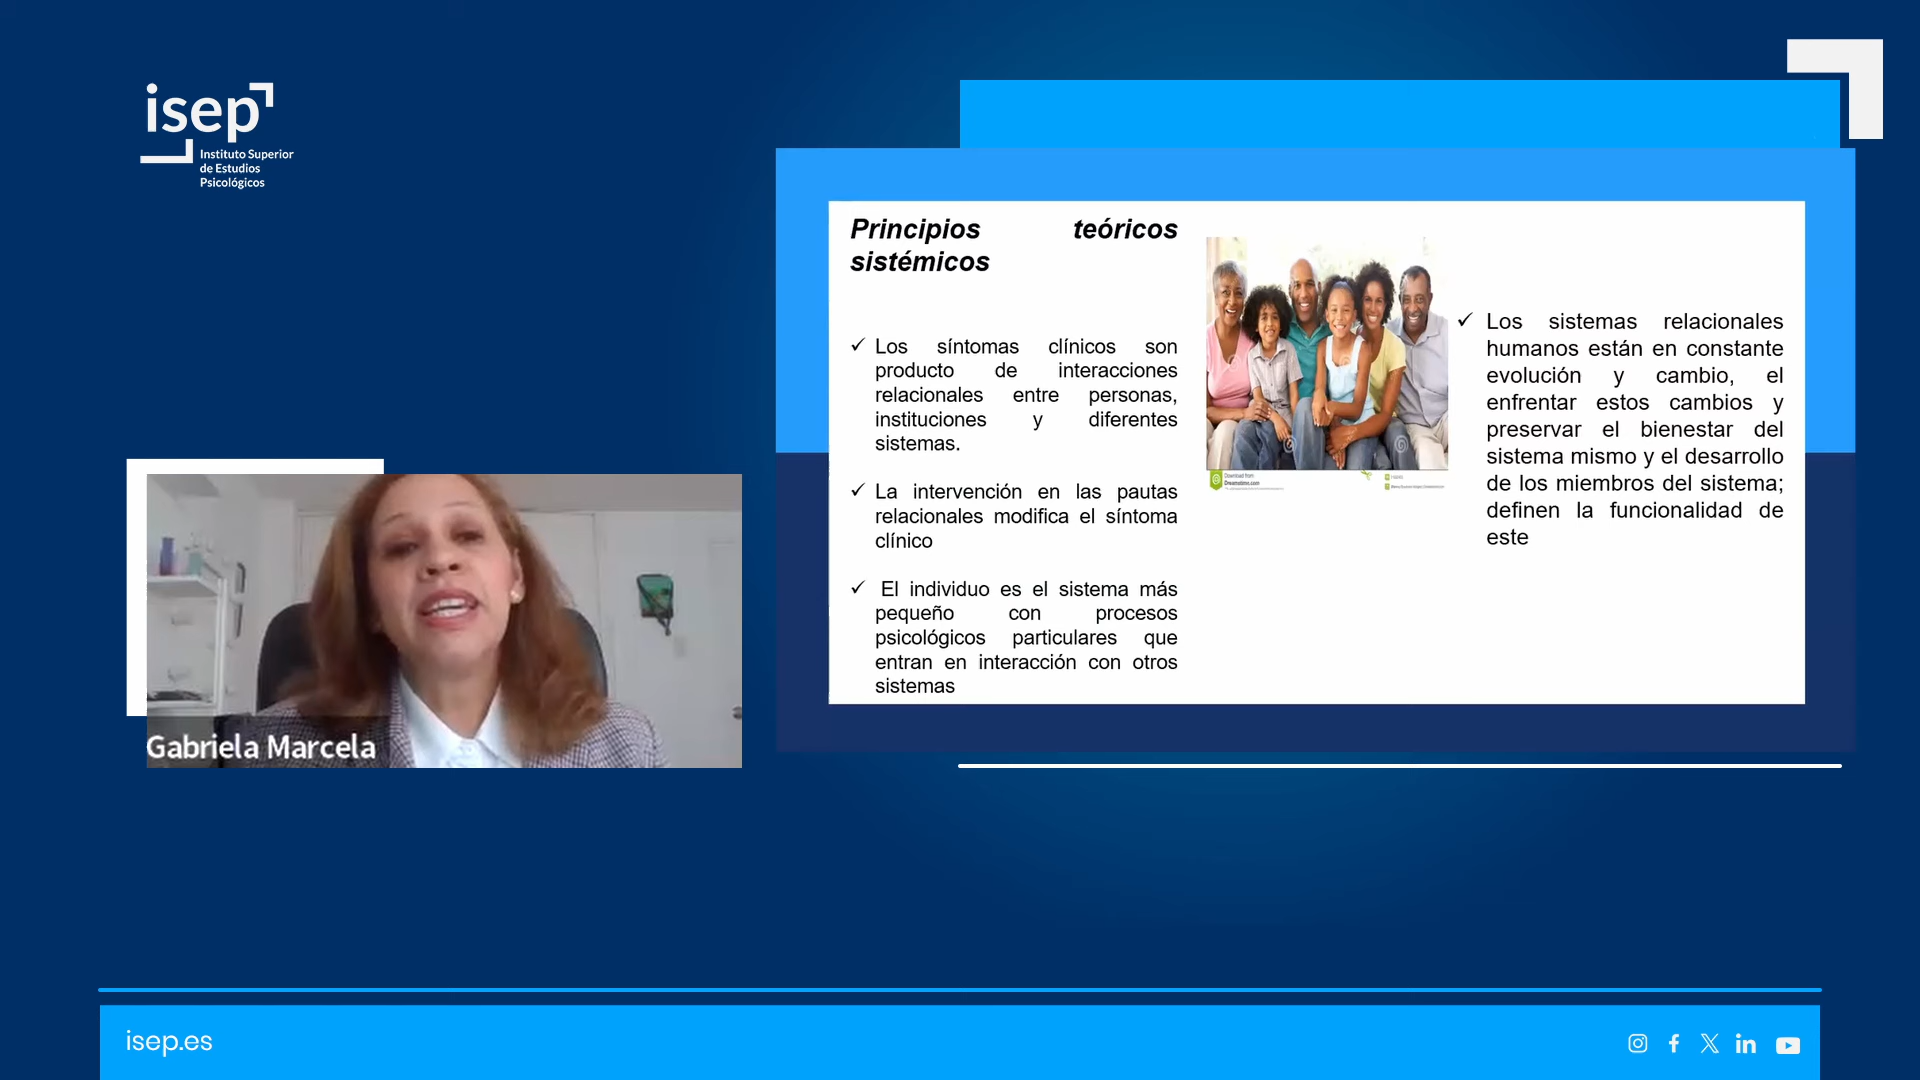 isep
Instituto Superior
de Estudios
Psicológicos
Principios teóricos
sistémicos
✓ Los síntomas clínicos son
producto de interacciones
relacionales entre personas,
instituciones y diferentes
sistemas.
✓ La intervención en las pautas
relacionales modifica el síntoma
clínico
✓ El individuo es el sistema más
pequeño con procesos
psicológicos particulares que
entran en interacción con otros
sistemas
Download from
Dreamstime.com
✓ Los sistemas relacionales
humanos están en constante
evolución y cambio, el
enfrentar estos cambios y
preservar el bienestar del
sistema mismo y el desarrollo
de los miembros del sistema;
definen la funcionalidad de
este
Gabriela Marcela
isep.es